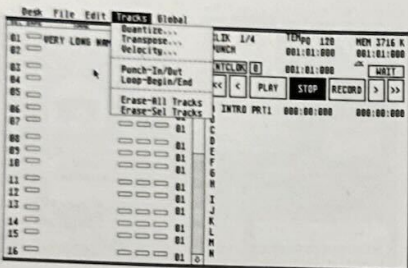 Desk File Edit Tracks Global
Quantize...
Transpose...
Velocity...
Punch-In/Out
Loop-Begin/End
Erase-All Tracks
Erase-Sel Tracks
CLIK 1/4 TEMPO 120 MEM 3716 K
PUNCH 001:01:000 001:01:000
INTCLOK 0 001:01:000 WAIT
<< < PLAY STOP RECORD > >>
INTRO PRT1 000:00:000 000:00:000
01 VERY LONG NAM
02
03
04
05
06 01
07 01 C
08 01 D
09 01 E
10 01 F
11 01 G
12 01 H
13 01 I
14 01 J
15 01 K
16 01 L
M
N